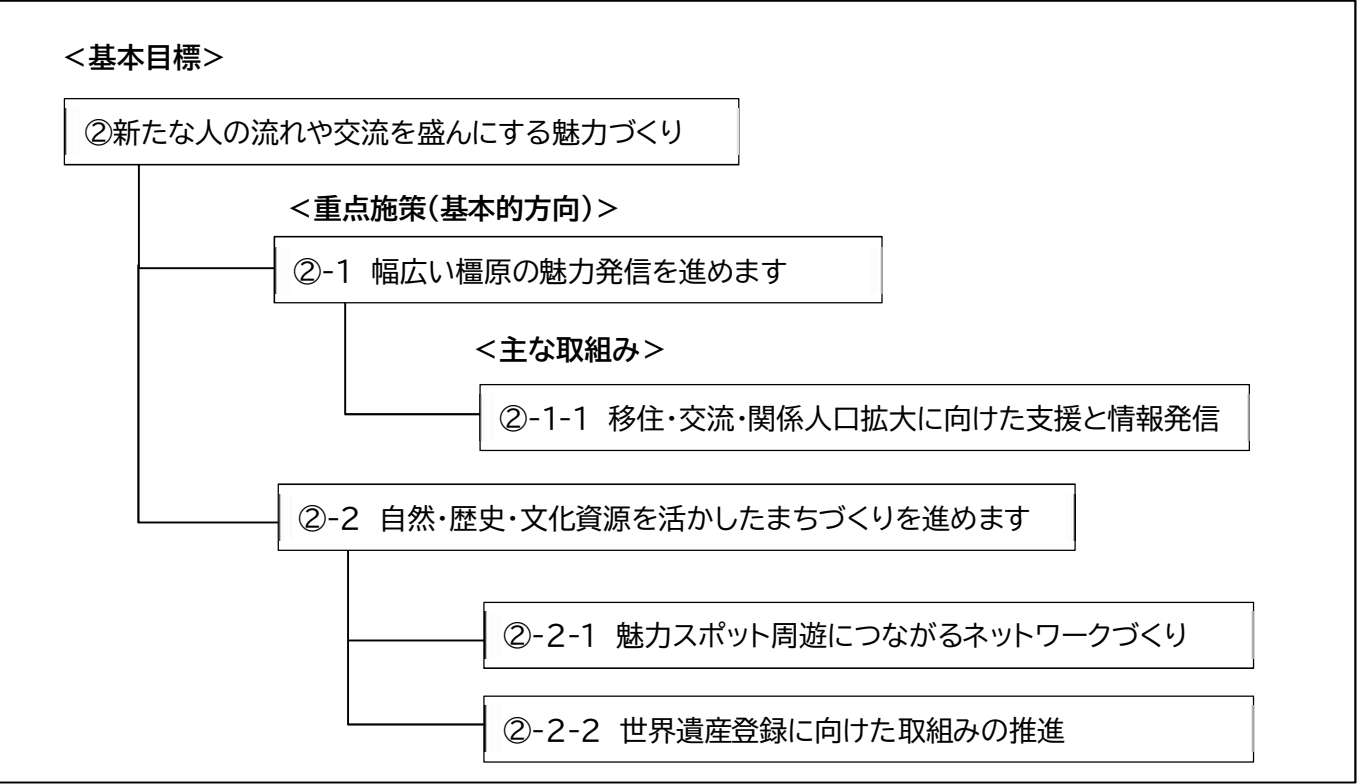 ＜基本目標＞
②新たな人の流れや交流を盛んにする魅力づくり
＜重点施策（基本的方向）＞
②-1　幅広い橿原の魅力発信を進めます
＜主な取組み＞
②-1-1　移住・交流・関係人口拡大に向けた支援と情報発信
②-2　自然・歴史・文化資源を活かしたまちづくりを進めます
②-2-1　魅力スポット周遊につながるネットワークづくり
②-2-2　世界遺産登録に向けた取組みの推進